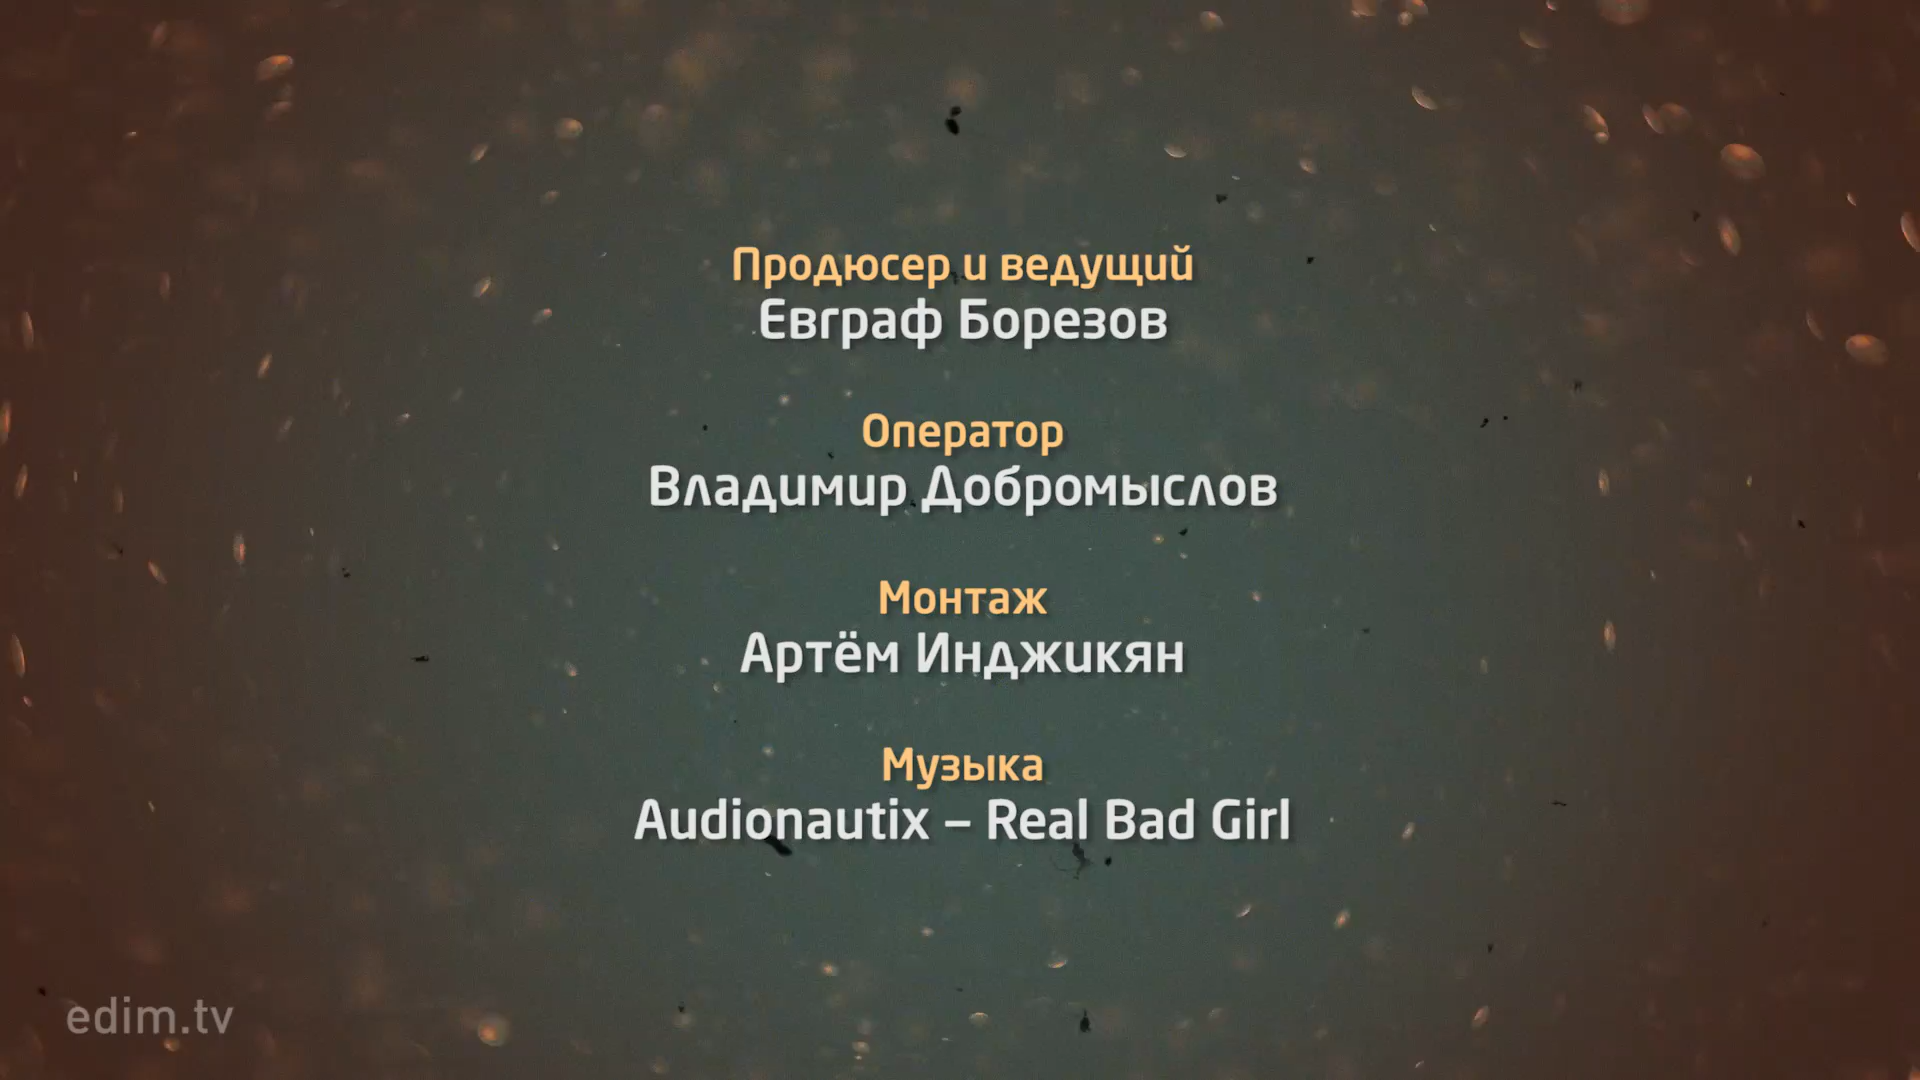 Продюсер и ведущий
Евграф Борезов
Оператор
Владимир Добромыслов
Монтаж
Артём Инджикян
Музыка
Audionautix – Real Bad Girl
edim.tv